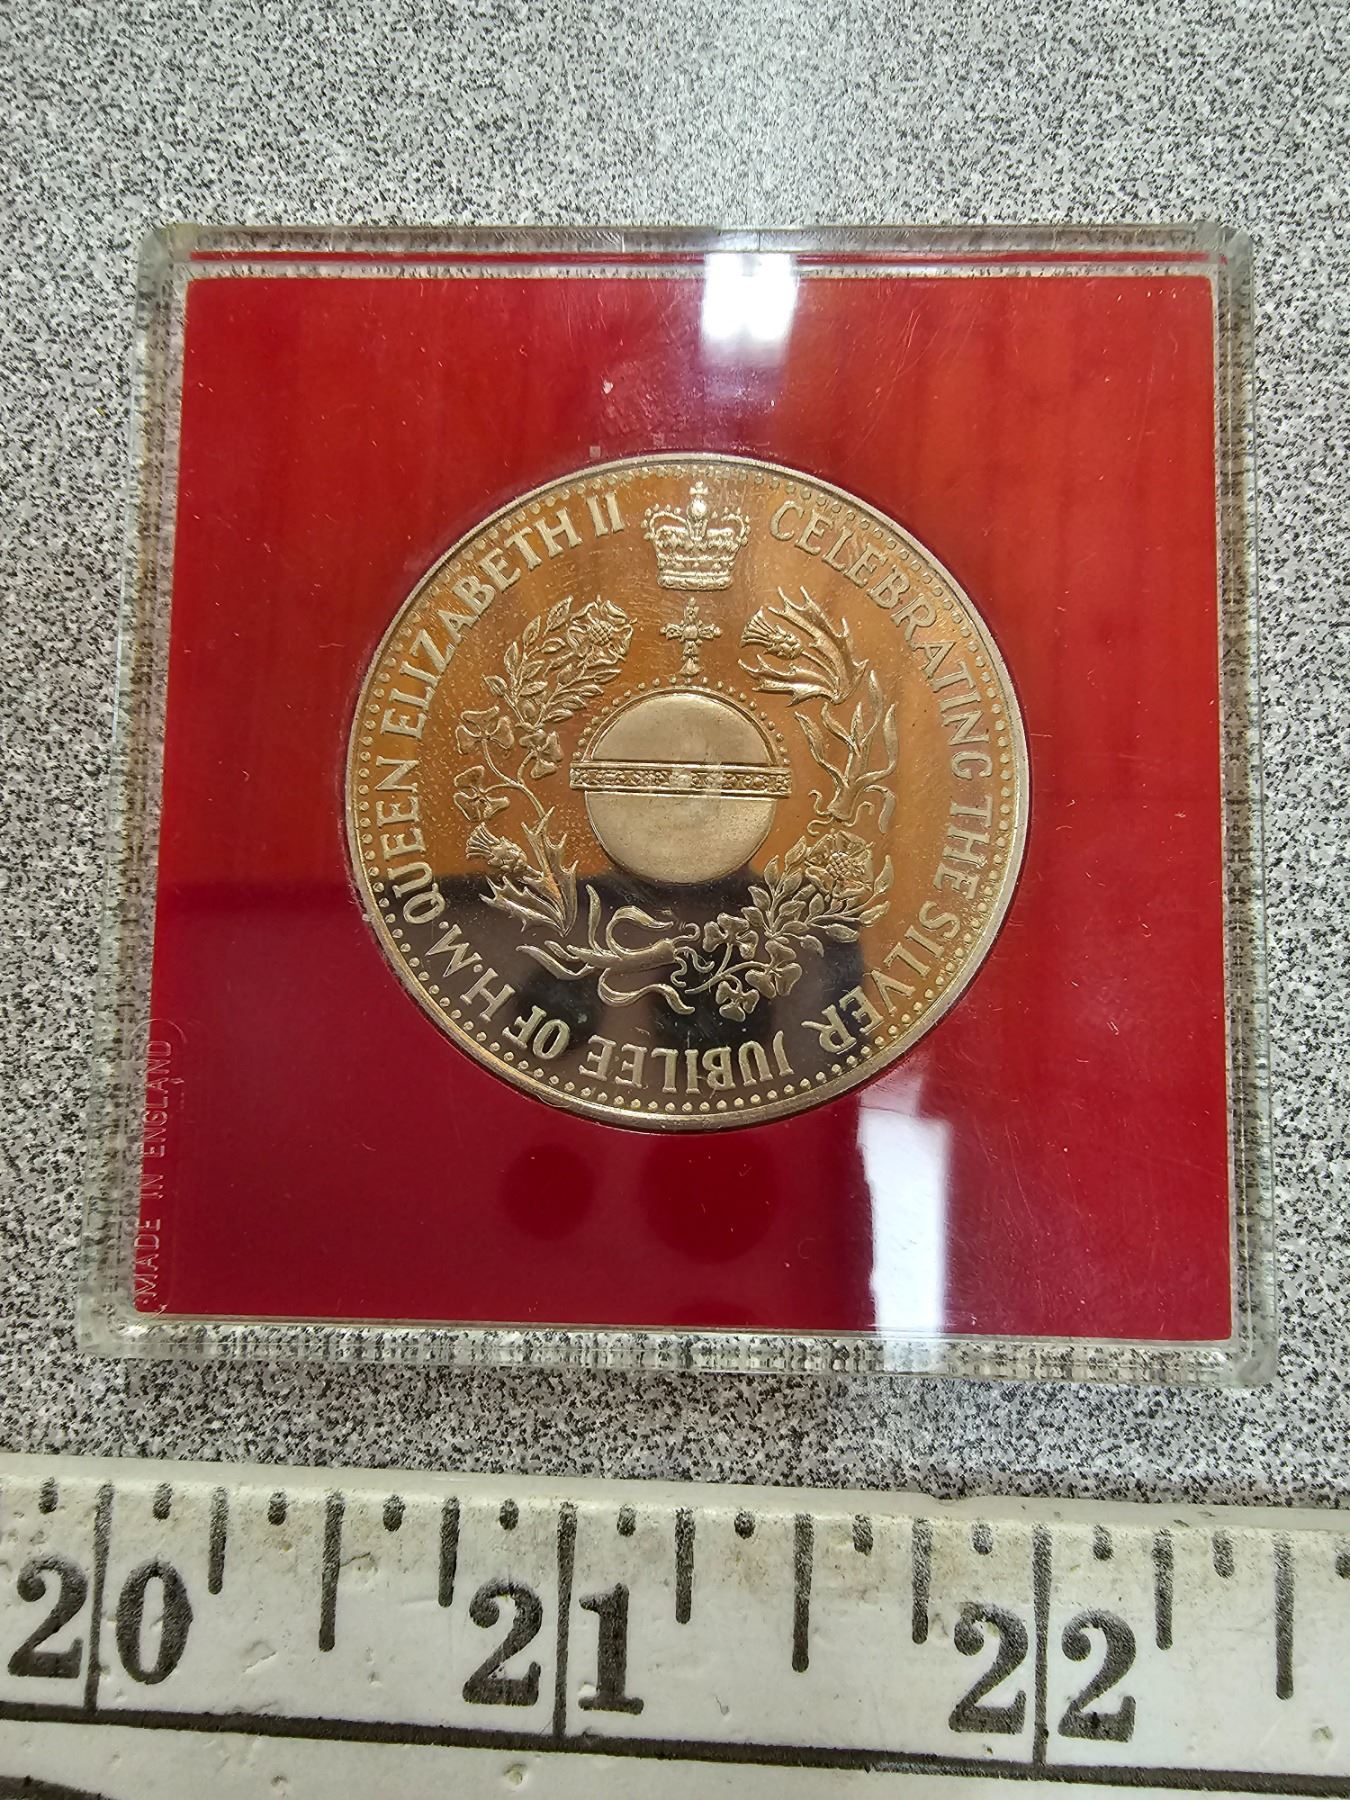 CELEBRATING THE SILVER JUBILEE OF H.M. QUEEN ELIZABETH II
MADE IN ENGLAND
20 21 22